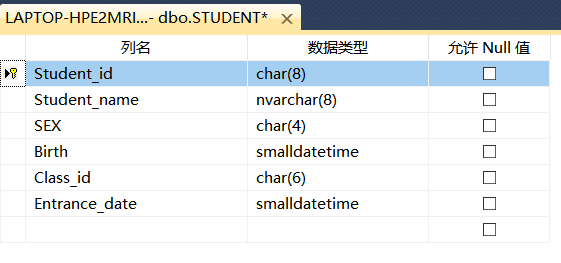 LAPTOP-HPE2MRI...- dbo.STUDENT*
列名 数据类型 允许 Null 值
Student_id char(8)
Student_name nvarchar(8)
SEX char(4)
Birth smalldatetime
Class_id char(6)
Entrance_date smalldatetime